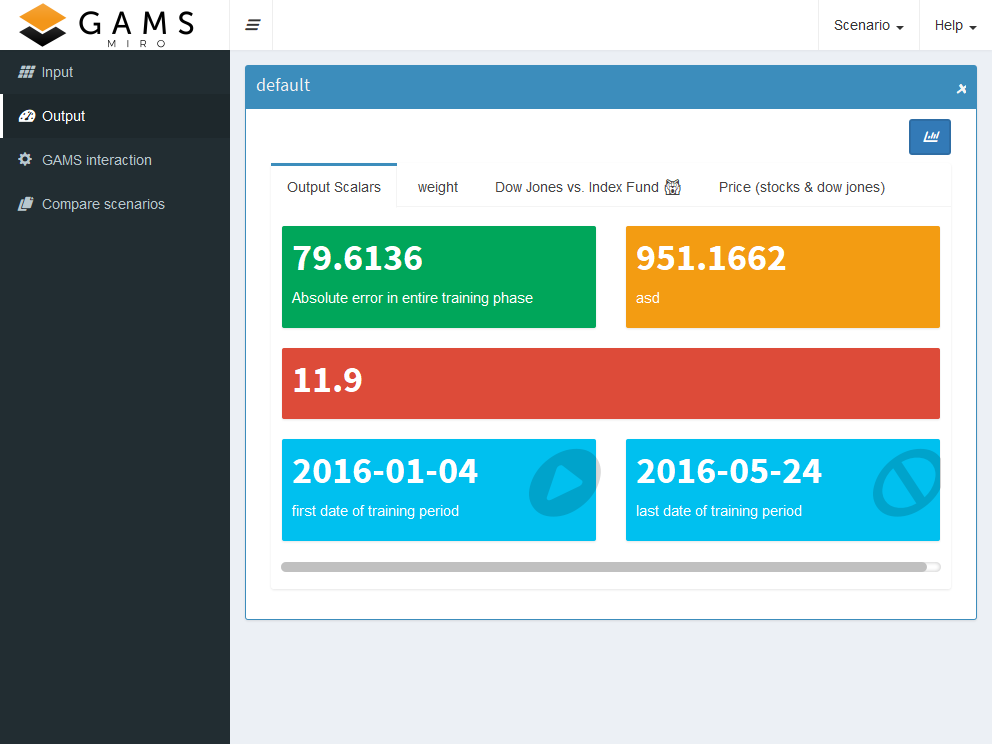 GAMS
MIRO
Scenario
Help
Input
Output
GAMS interaction
Compare scenarios
default
Output Scalars
weight
Dow Jones vs. Index Fund
Price (stocks & dow jones)
79.6136
Absolute error in entire training phase
951.1662
asd
11.9
2016-01-04
first date of training period
2016-05-24
last date of training period